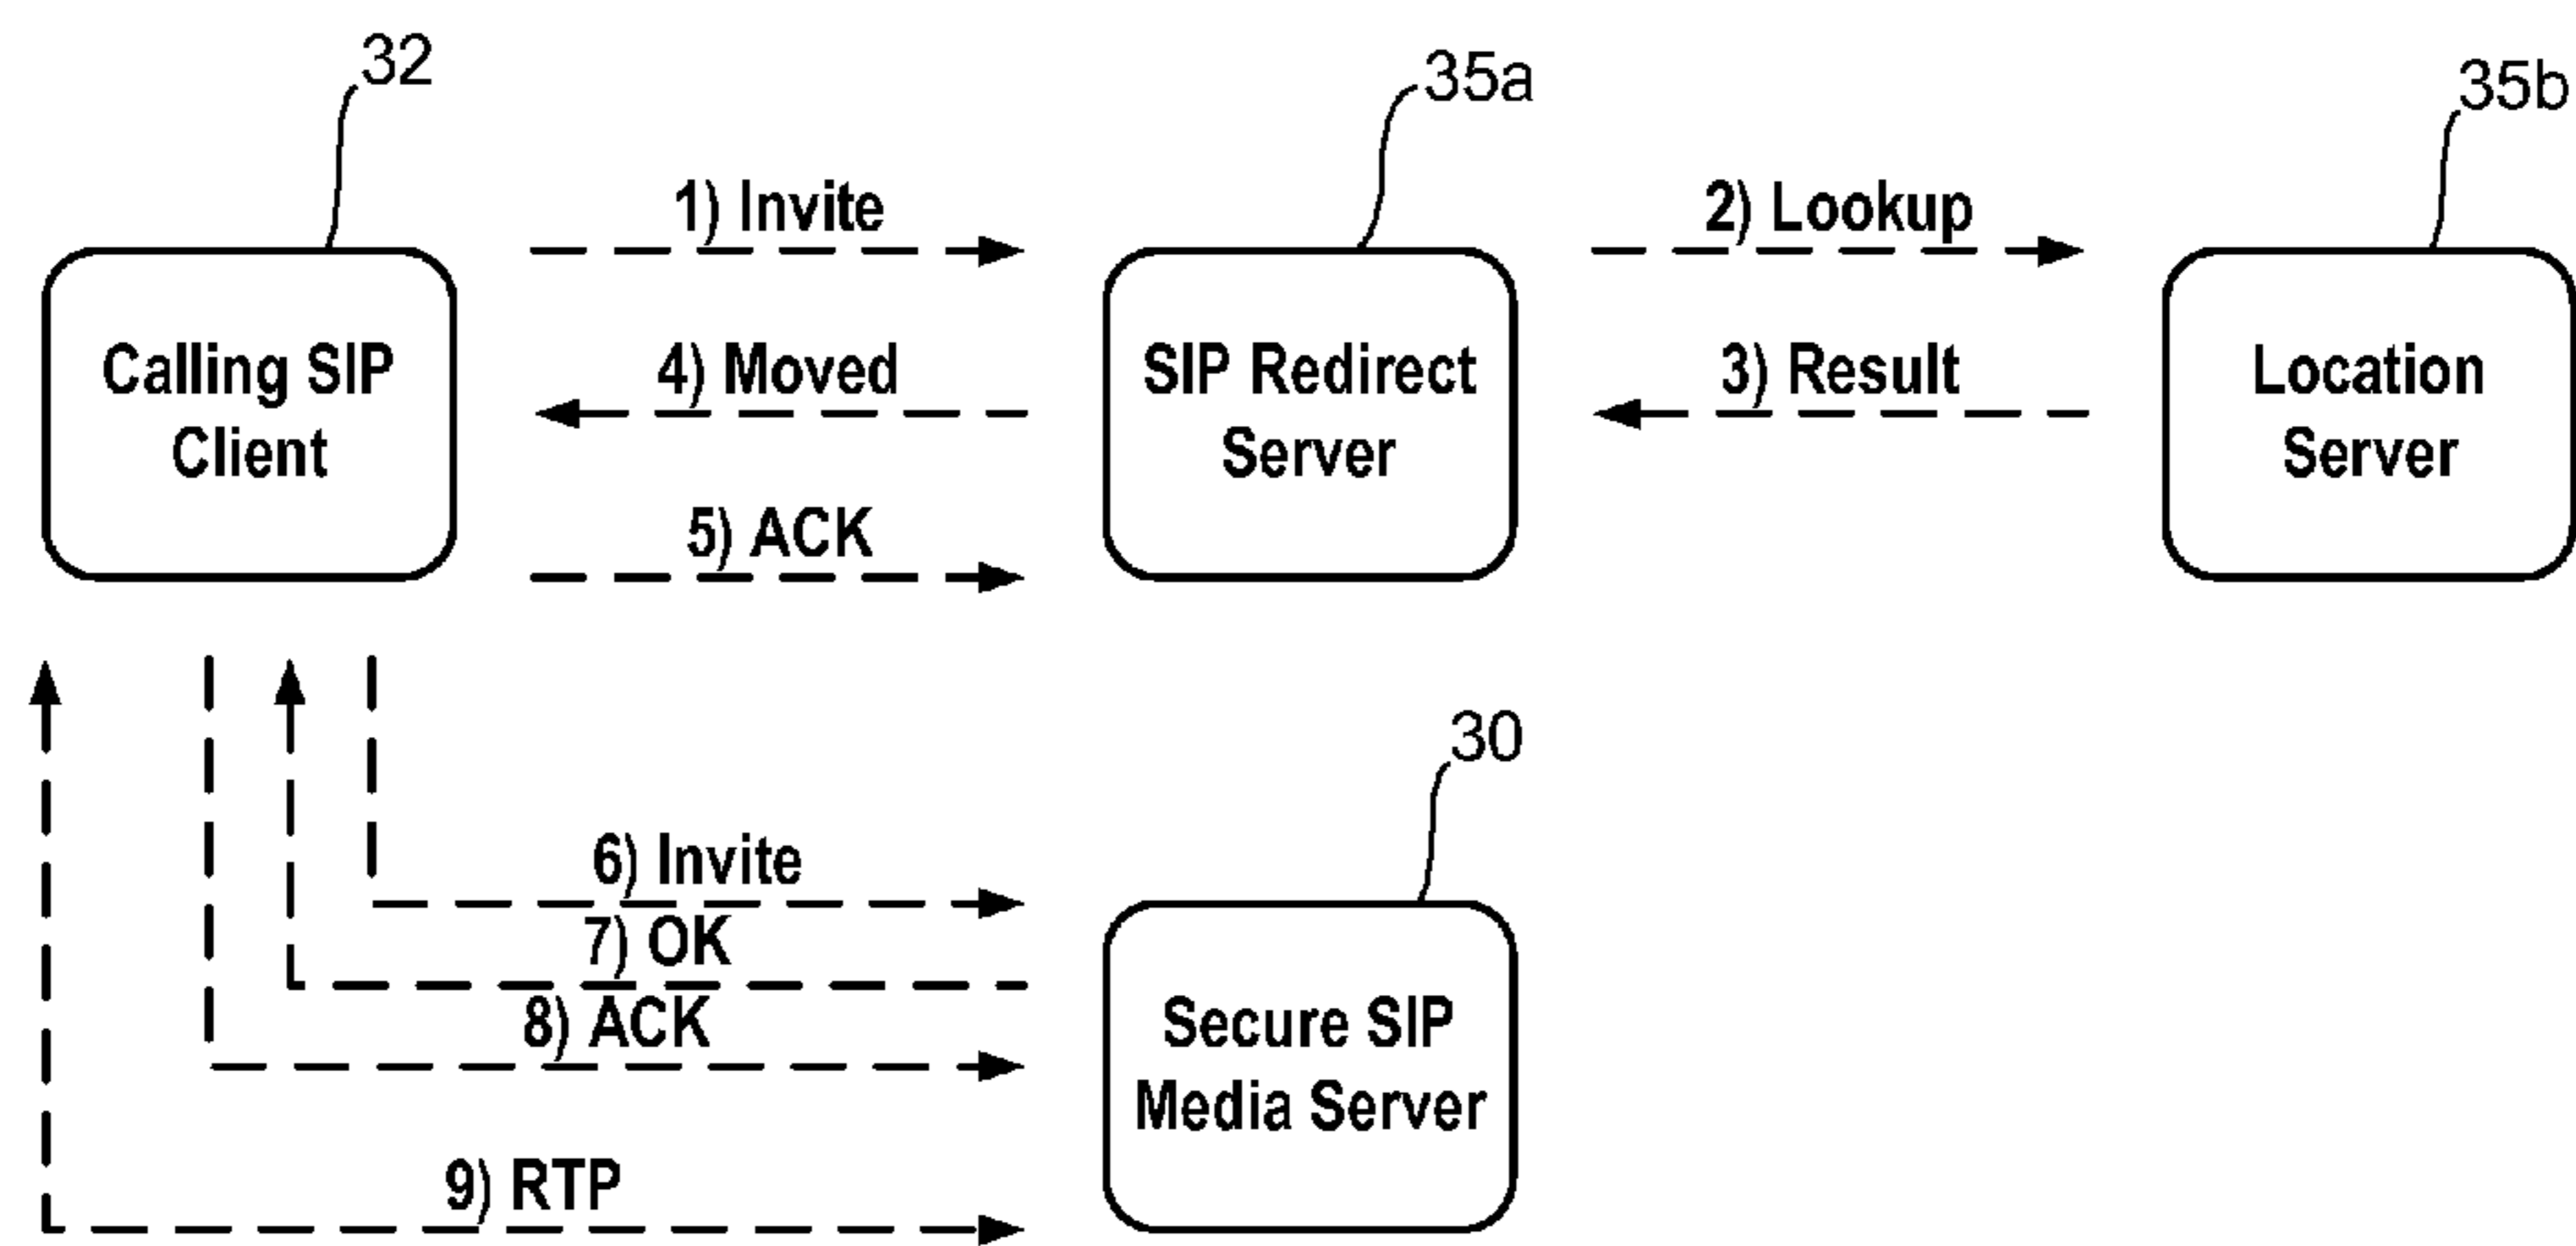 32
35a
35b
1) Invite
2) Lookup
Calling SIP
Client
4) Moved
SIP Redirect
Server
3) Result
Location
Server
5) ACK
30
6) Invite
7) OK
8) ACK
Secure SIP
Media Server
9) RTP